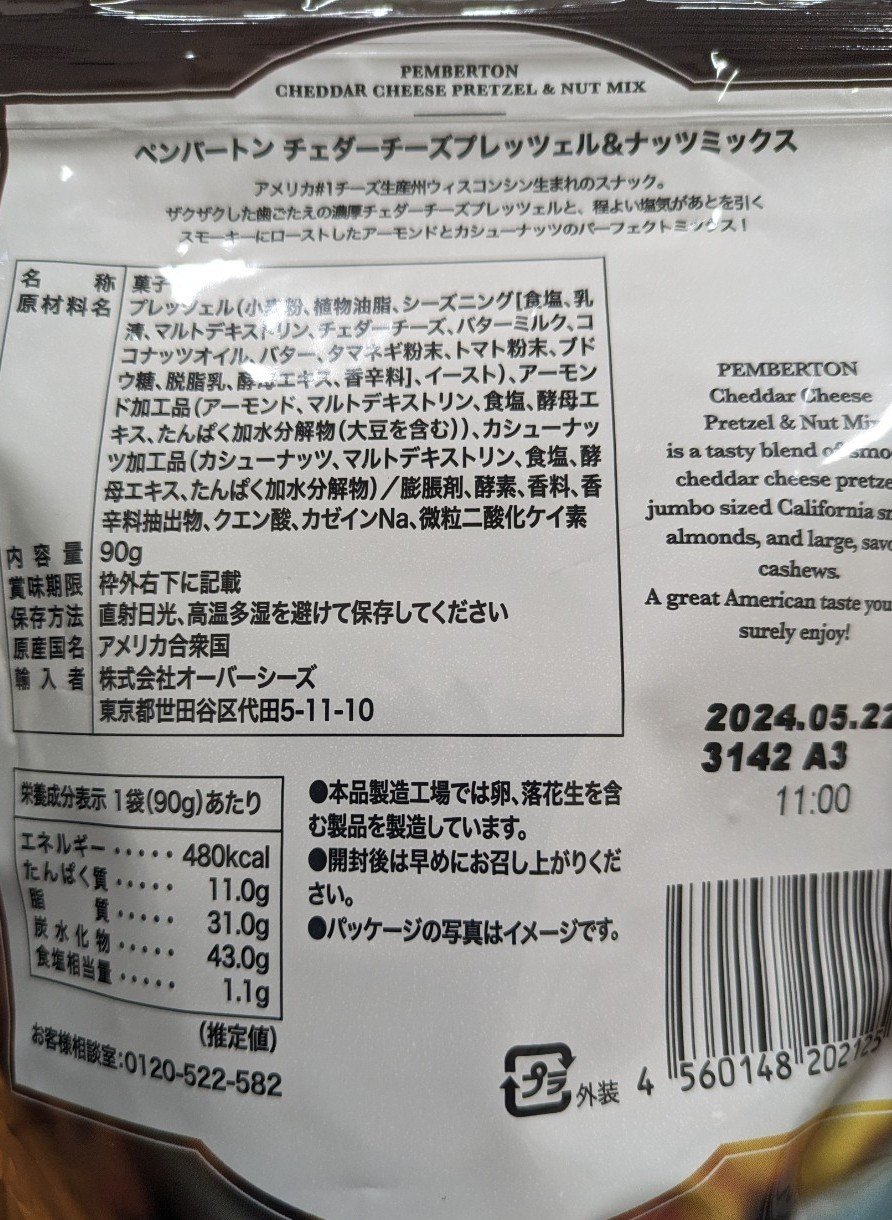 PEMBERTON
CHEDDAR CHEESE PRETZEL & NUT MIX
ペンバートン チェダーチーズプレッツェル&ナッツミックス
アメリカ#1チーズ生産州ウィスコンシン生まれのスナック。
ザクザクした歯ごたえの濃厚チェダーチーズプレッツェルと、程よい塩気があとを引く
スモーキーにローストしたアーモンドとカシューナッツのパーフェクトミックス!
名称 菓子
原材料名 プレッツェル(小麦粉、植物油脂、シーズニング[食塩、乳
清、マルトデキストリン、チェダーチーズ、バターミルク、コ
コナッツオイル、バター、タマネギ粉末、トマト粉末、ブド
ウ糖、脱脂乳、酵母エキス、香辛料]、イースト)、アーモン
ド加工品(アーモンド、マルトデキストリン、食塩、酵母エ
キス、たんぱく加水分解物(大豆を含む))、カシューナッ
ツ加工品(カシューナッツ、マルトデキストリン、食塩、酵
母エキス、たんぱく加水分解物)/膨脹剤、酵素、香料、香
辛料抽出物、クエン酸、カゼインNa、微粒二酸化ケイ素
内容量 90g
賞味期限 枠外右下に記載
保存方法 直射日光、高温多湿を避けて保存してください
原産国名 アメリカ合衆国
輸入者 株式会社オーバーシーズ
東京都世田谷区代田5-11-10
PEMBERTON
Cheddar Cheese
Pretzel & Nut Mix
is a tasty blend of smo
cheddar cheese pretze
jumbo sized California sm
almonds, and large, savo
cashews.
A great American taste you
surely enjoy!
2024.05.22
3142 A3
11:00
栄養成分表示 1袋(90g)あたり
エネルギー・・・・・480kcal
たんぱく質・・・・・11.0g
脂質・・・・・31.0g
炭水化物・・・・・43.0g
食塩相当量・・・・・1.1g
(推定値)
お客様相談室:0120-522-582
●本品製造工場では卵、落花生を含
む製品を製造しています。
●開封後は早めにお召し上がりくだ
さい。
●パッケージの写真はイメージです。
プラ 外装
4 560148 202125